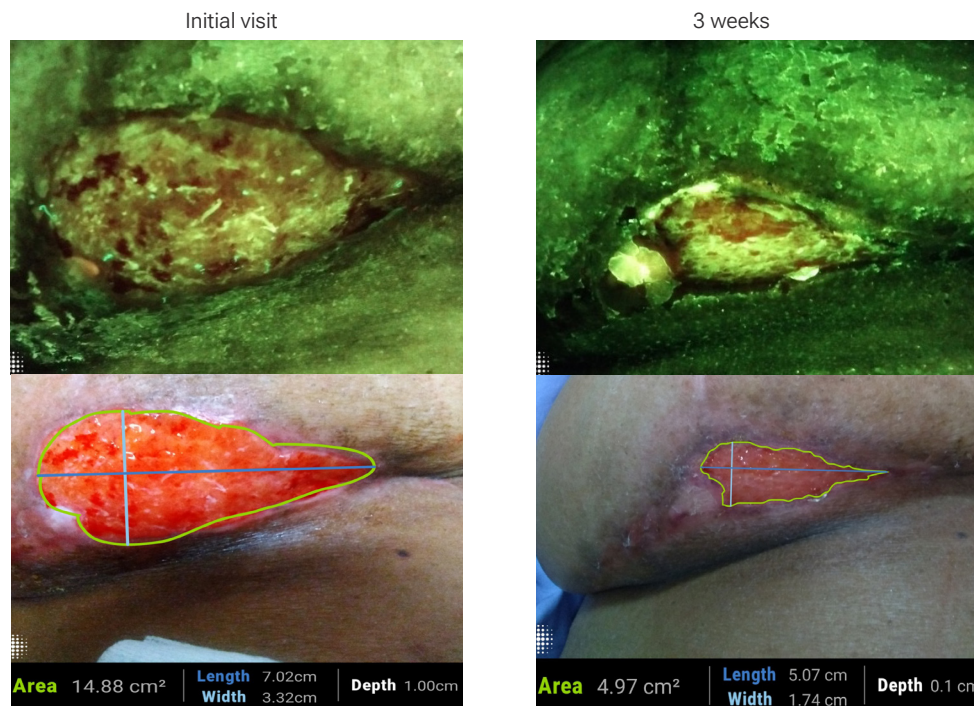 Initial visit
3 weeks
Area 14.88 cm² Length 7.02cm Width 3.32cm Depth 1.00cm
Area 4.97 cm² Length 5.07 cm Width 1.74 cm Depth 0.1 cm